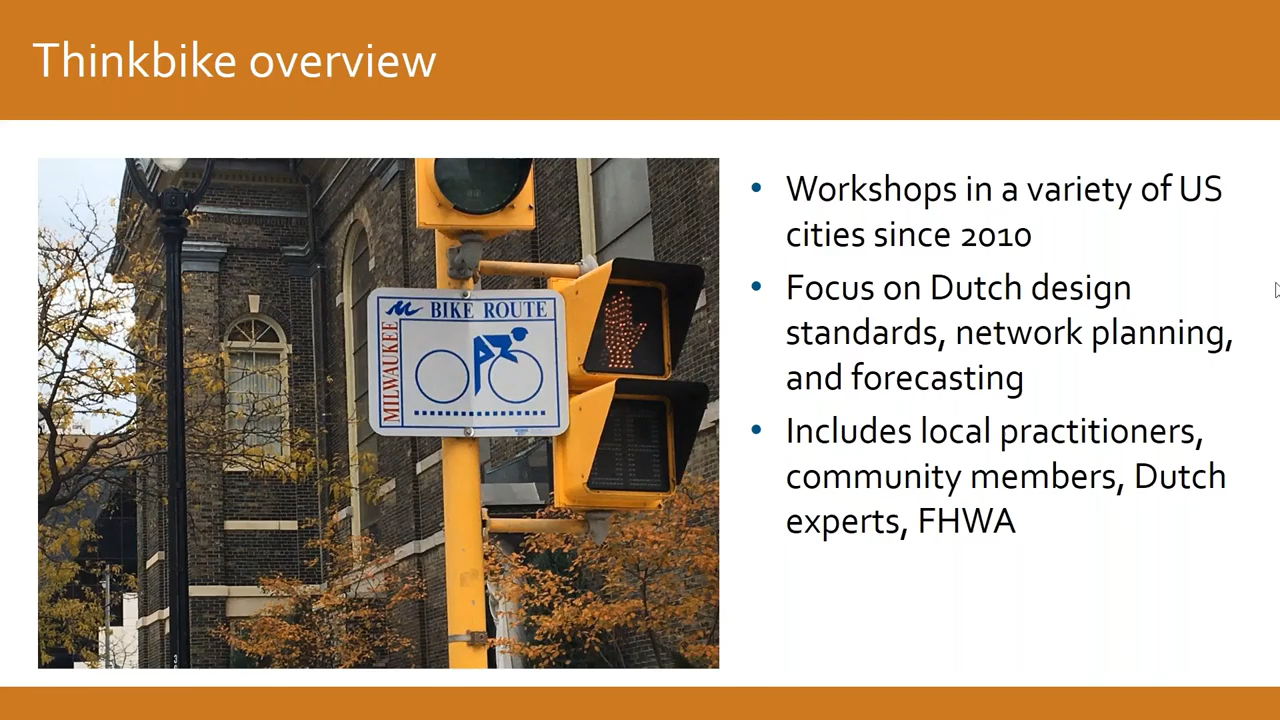 Thinkbike overview
BIKE ROUTE
MILWAUKEE
• Workshops in a variety of US
cities since 2010
• Focus on Dutch design
standards, network planning,
and forecasting
• Includes local practitioners,
community members, Dutch
experts, FHWA